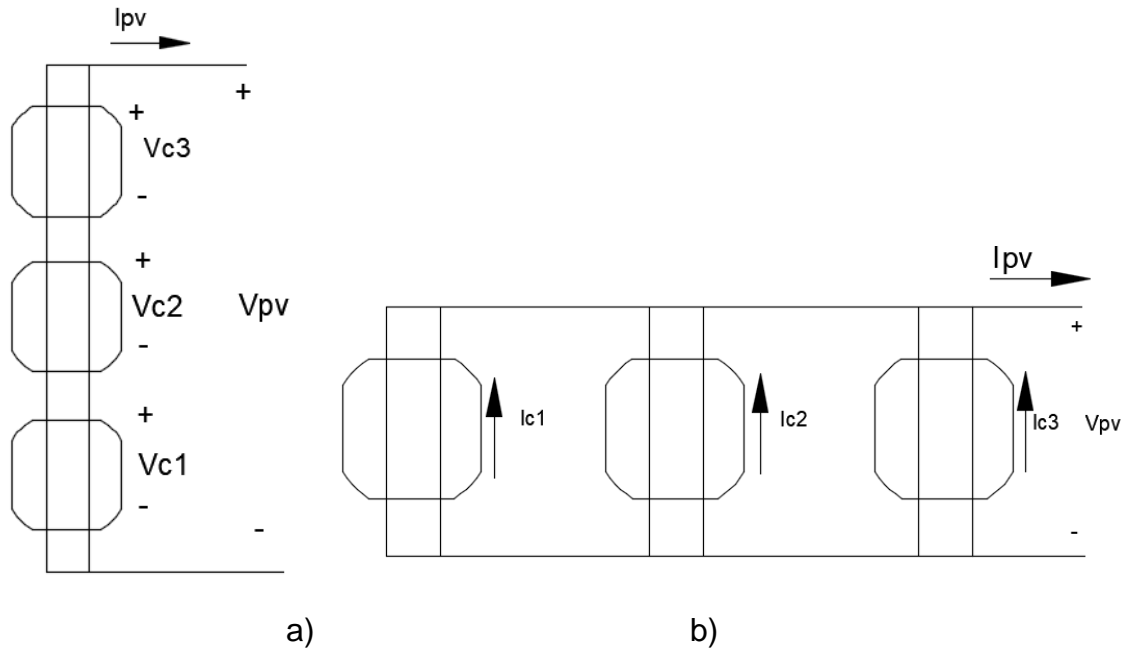 Ipv
+
+
Vc3
-
+
Vc2
-
Vpv
+
Vc1
-
-
Ipv
+
Ic1
Ic2
Ic3
Vpv
-
a)
b)